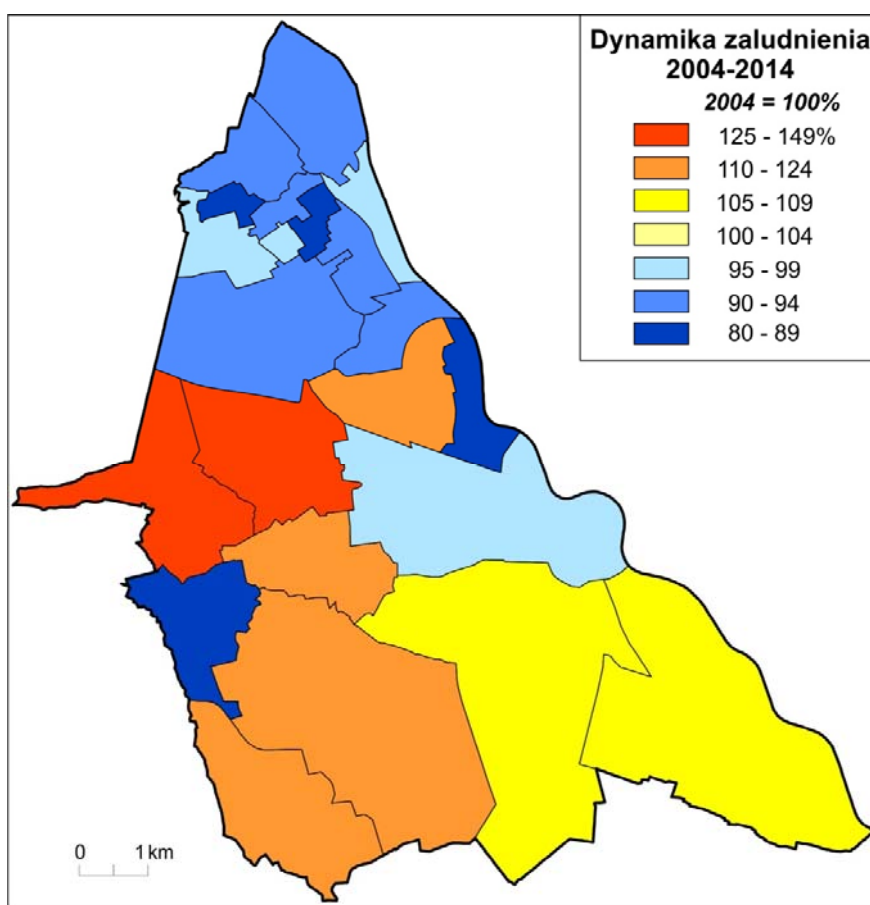 Dynamika zaludnienia
2004-2014
2004 = 100%
125 - 149%
110 - 124
105 - 109
100 - 104
95 - 99
90 - 94
80 - 89
0 1 km